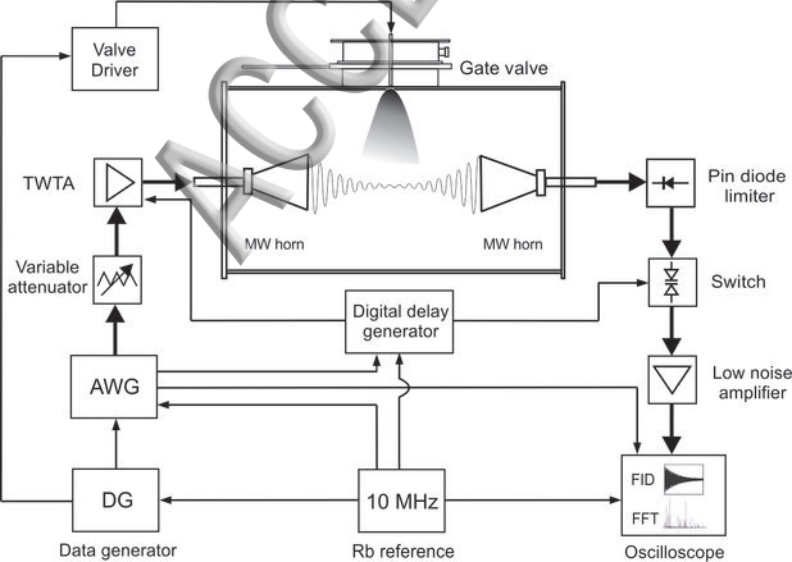 ACCE
Valve
Driver
Gate valve
TWTA
MW horn
MW horn
Pin diode
limiter
Variable
attenuator
Switch
Digital delay
generator
AWG
Low noise
amplifier
DG
10 MHz
FID
FFT
Data generator
Rb reference
Oscilloscope